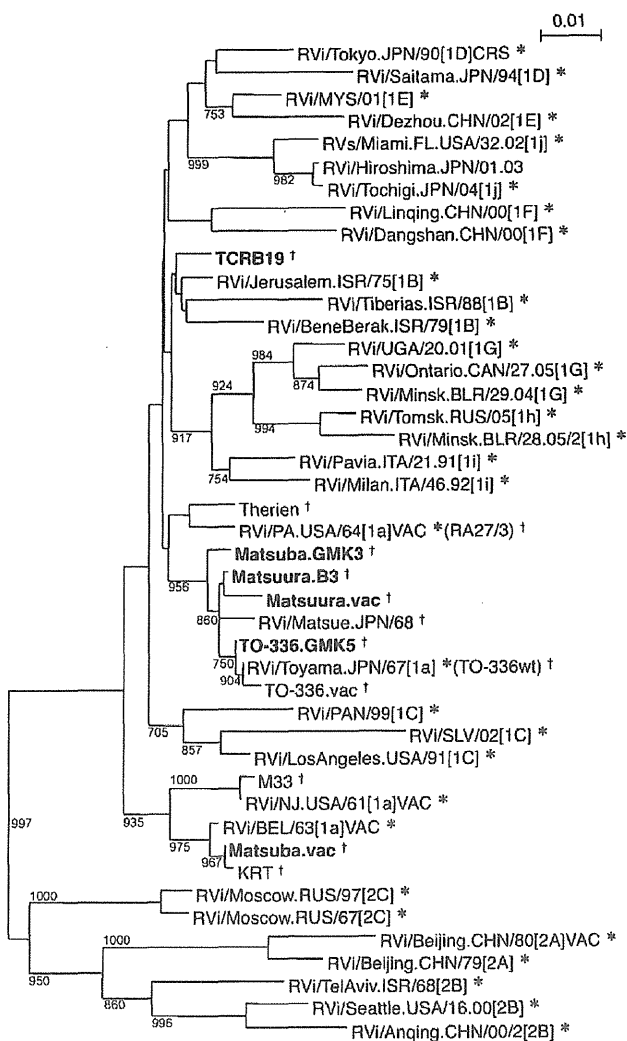 0.01
RVi/Tokyo.JPN/90[1D]CRS *
RVi/Saitama.JPN/94[1D] *
RVi/MYS/01[1E] *
753
RVi/Dezhou.CHN/02[1E] *
RVs/Miami.FL.USA/32.02[1j] *
999
RVi/Hiroshima.JPN/01.03
982
RVi/Tochigi.JPN/04[1j] *
RVi/Linqing.CHN/00[1F] *
RVi/Dangshan.CHN/00[1F] *
TCRB19 †
RVi/Jerusalem.ISR/75[1B] *
RVi/Tiberias.ISR/88[1B] *
RVi/BeneBerak.ISR/79[1B] *
RVi/UGA/20.01[1G] *
984
RVi/Ontario.CAN/27.05[1G] *
874
924
RVi/Minsk.BLR/29.04[1G] *
RVi/Tomsk.RUS/05[1h] *
994
917
RVi/Minsk.BLR/28.05/2[1h] *
RVi/Pavia.ITA/21.91[1i] *
754
RVi/Milan.ITA/46.92[1i] *
Therien †
RVi/PA.USA/64[1a]VAC *(RA27/3) †
Matsuba.GMK3 †
956
Matsuura.B3 †
Matsuura.vac †
860
RVi/Matsue.JPN/68 †
TO-336.GMK5 †
750
RVi/Toyama.JPN/67[1a] *(TO-336wt) †
904
TO-336.vac †
RVi/PAN/99[1C] *
705
RVi/SLV/02[1C] *
857
RVi/LosAngeles.USA/91[1C] *
1000
M33 †
RVi/NJ.USA/61[1a]VAC *
997
935
RVi/BEL/63[1a]VAC *
975
Matsuba.vac †
967
KRT †
1000
RVi/Moscow.RUS/97[2C] *
RVi/Moscow.RUS/67[2C] *
1000
RVi/Beijing.CHN/80[2A]VAC *
RVi/Beijing.CHN/79[2A] *
950
RVi/TelAviv.ISR/68[2B] *
860
RVi/Seattle.USA/16.00[2B] *
996
RVi/Anqing.CHN/00/2[2B] *